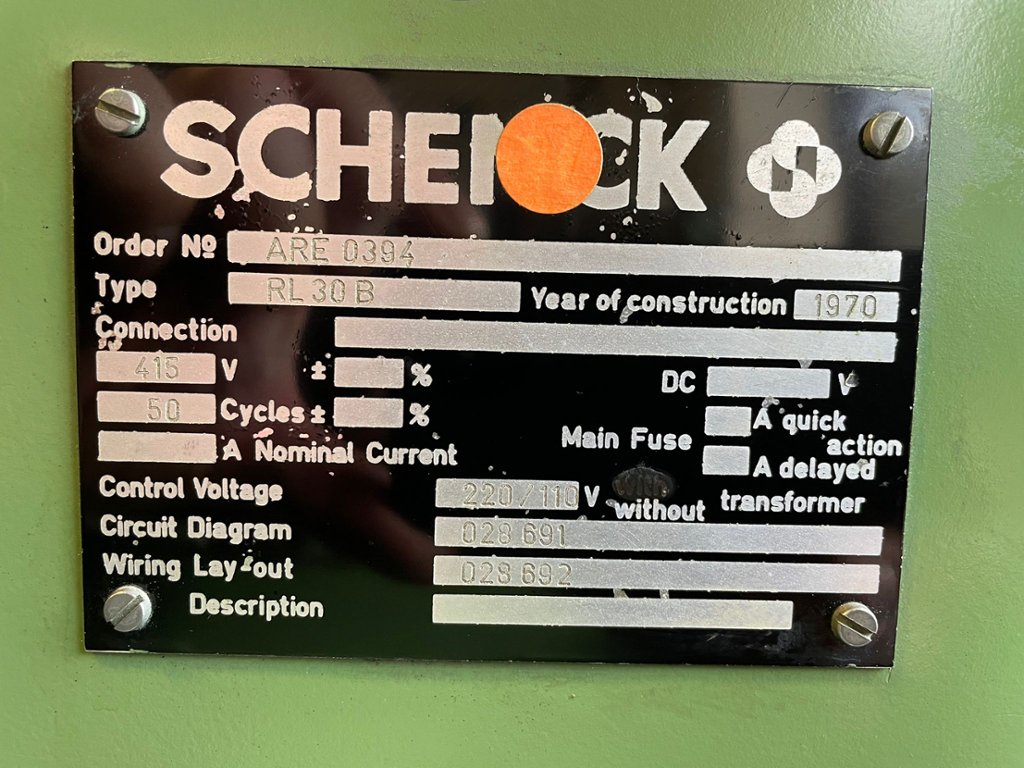 SCHENCK
Order Nº ARE 0394
Type RL 30 B Year of construction 1970
Connection
415 V ± % DC V
50 Cycles ± % A quick
A Nominal Current Main Fuse action
A delayed
Control Voltage 220/110 V without transformer
Circuit Diagram 028 691
Wiring Lay-out 028 692
Description